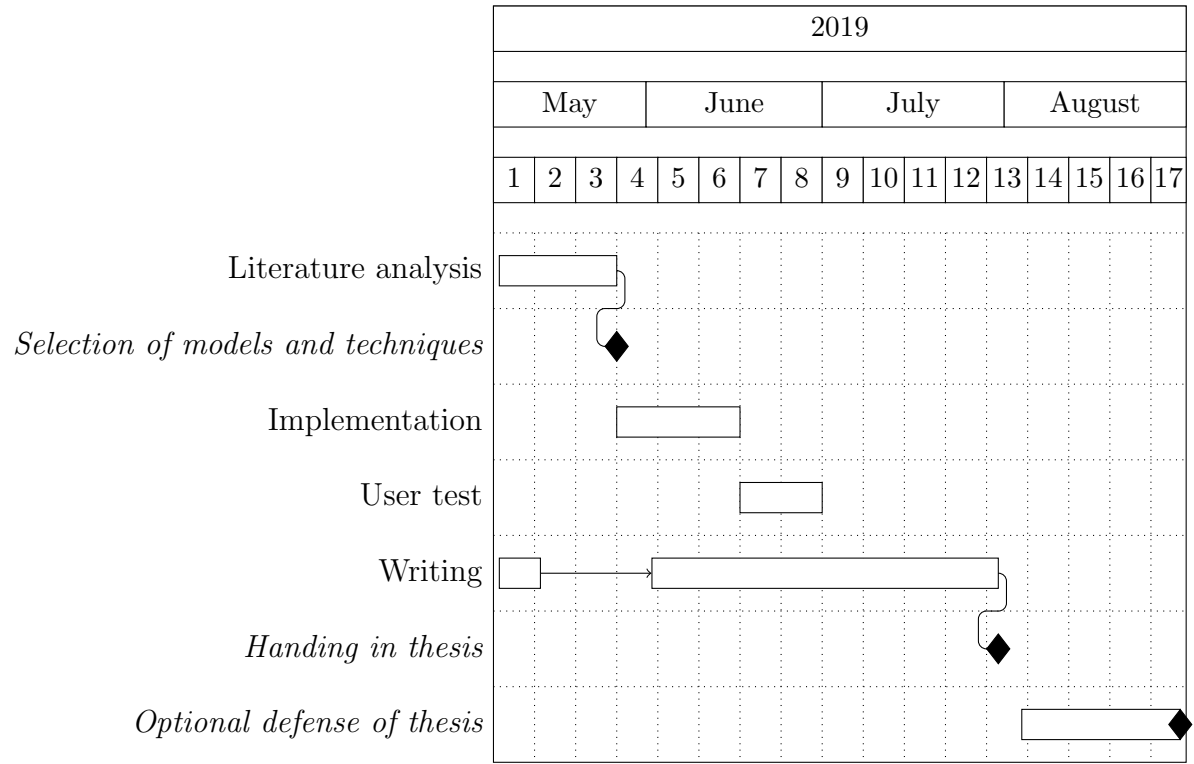 2019
May June July August
1 2 3 4 5 6 7 8 9 10 11 12 13 14 15 16 17
Literature analysis
Selection of models and techniques
Implementation
User test
Writing
Handing in thesis
Optional defense of thesis